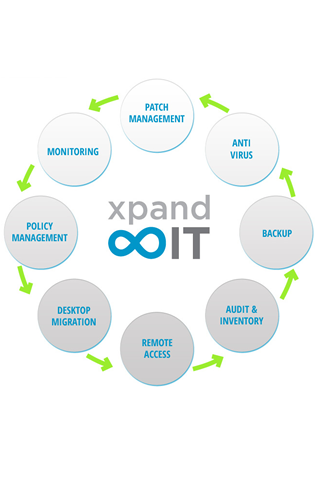 PATCH
MANAGEMENT
MONITORING
ANTI
VIRUS
xpand
IT
POLICY
MANAGEMENT
BACKUP
DESKTOP
MIGRATION
AUDIT &
INVENTORY
REMOTE
ACCESS